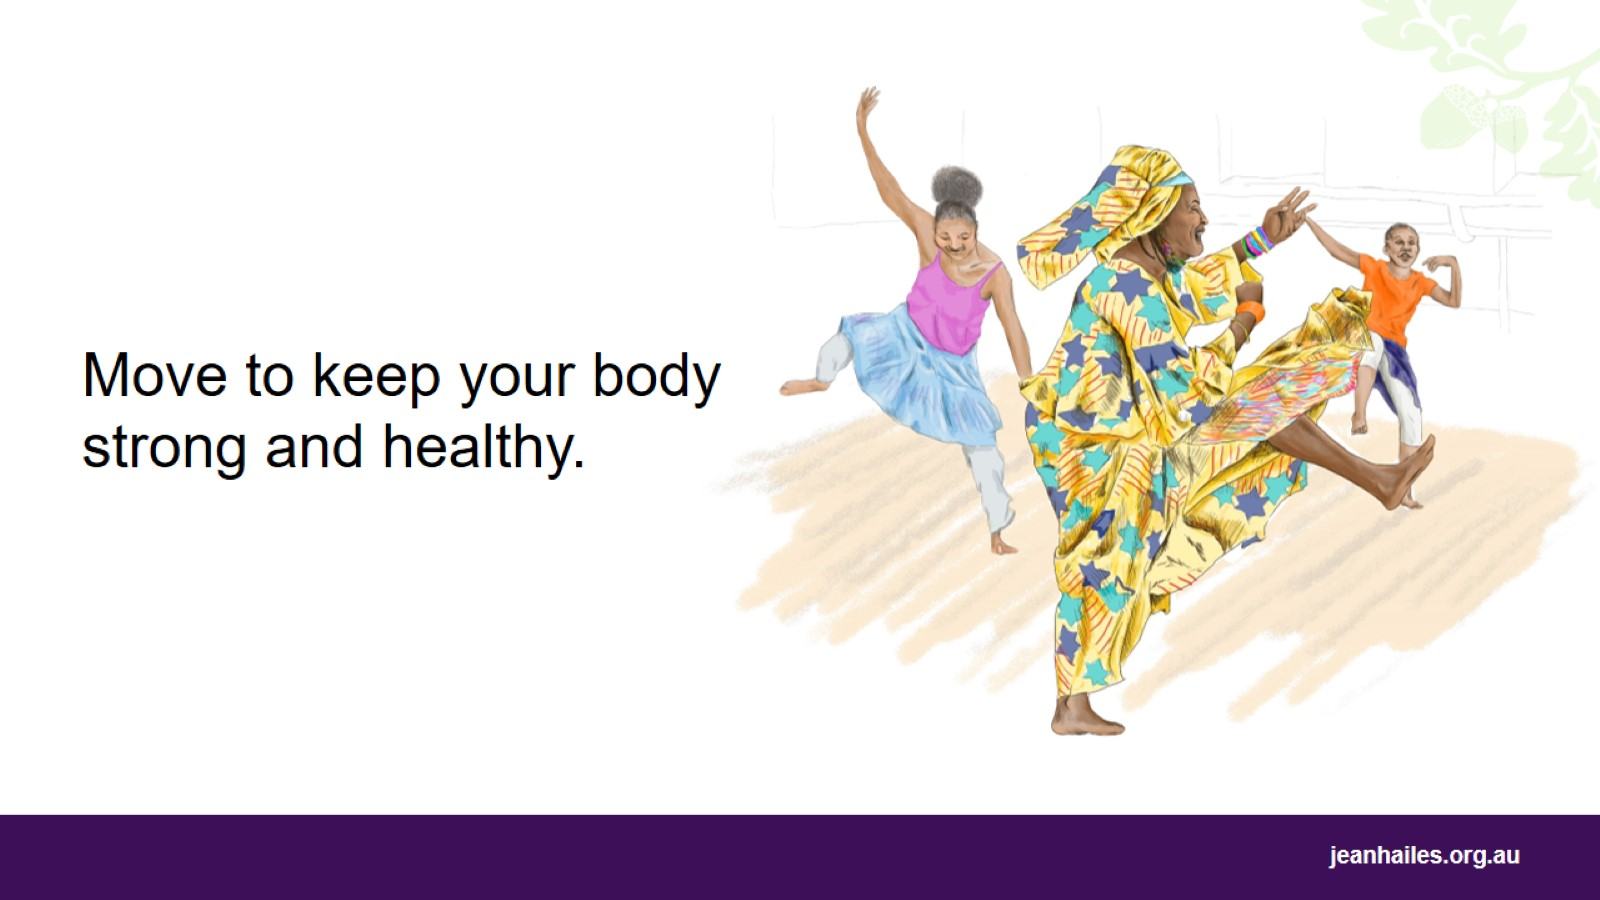 Move to keep your body
strong and healthy.
jeanhailes.org.au